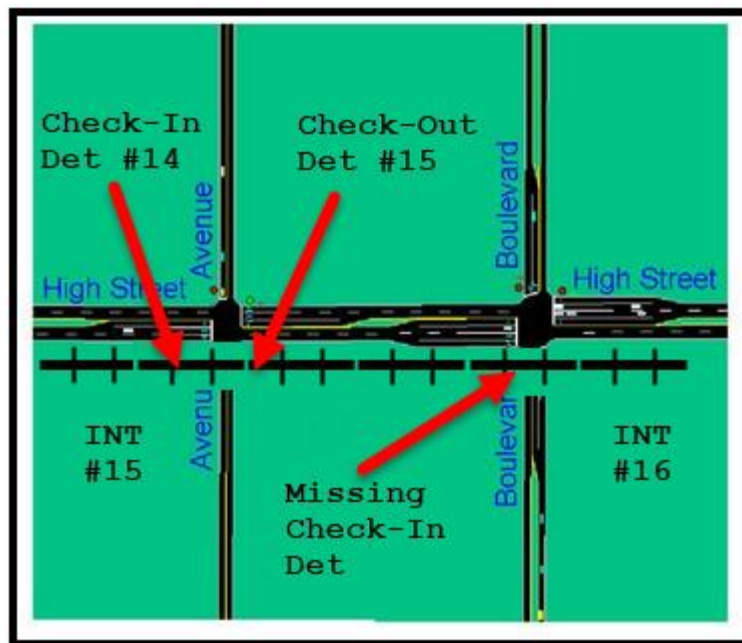 Check-In
Det #14
Check-Out
Det #15
Avenue
Boulevard
High Street
High Street
INT
#15
Avenu
Missing
Check-In
Det
Boulevar
INT
#16